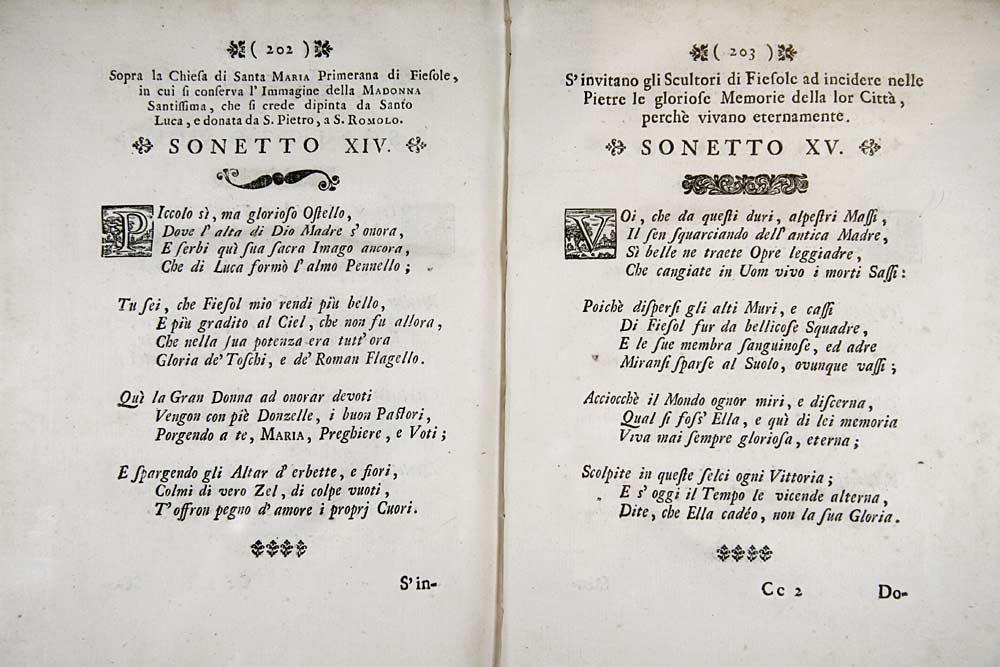 ( 202 )
Sopra la Chieſa di Santa MARIA Primerana di Fieſole,
in cui ſi conſerva l' Immagine della MADONNA
Santiſſima, che ſi crede dipinta da Santo
Luca, e donata da S. Pietro, a S. ROMOLO.
SONETTO XIV.
PIccolo sì, ma glorioſo Oſtello,
Dove l' alta di Dio Madre s' onora,
E ſerbi quì ſua ſacra Imago ancora,
Che di Luca formò l' almo Pennello ;
Tu ſei, che Fieſol mio rendi più bello,
E più gradito al Ciel, che non fu allora,
Che nella ſua potenza era tutt' ora
Gloria de' Toſchi, e de' Roman Flagello.
Quì la Gran Donna ad onorar devoti
Vengon con piè Donzelle, i buon Paſtori,
Porgendo a te, MARIA, Preghiere, e Voti ;
E ſpargendo gli Altar d' erbette, e fiori,
Colmi di vero Zel, di colpe vuoti,
T' offron pegno d' amore i proprj Cuori.
S' in-
( 203 )
S' invitano gli Scultori di Fieſole ad incidere nelle
Pietre le glorioſe Memorie della lor Città,
perchè vivano eternamente.
SONETTO XV.
VOi, che da queſti duri, alpeſtri Maſſi,
Il ſen ſquarciando dell' antica Madre,
Sì belle ne traete Opre leggiadre,
Che cangiate in Uom vivo i morti Saſſi :
Poichè diſperſi gli alti Muri, e caſſi
Di Fieſol fur da bellicoſe Squadre,
E le ſue membra ſanguinoſe, ed adre
Miranſi ſparſe al Suolo, ovunque vaſſi ;
Acciocchè il Mondo ognor miri, e diſcerna,
Qual ſi foſs' Ella, e quì di lei memoria
Viva mai ſempre glorioſa, eterna ;
Scolpite in queſte ſelci ogni Vittoria ;
E s' oggi il Tempo le vicende alterna,
Dite, che Ella cadéo, non la ſua Gloria.
Cc 2
Do-